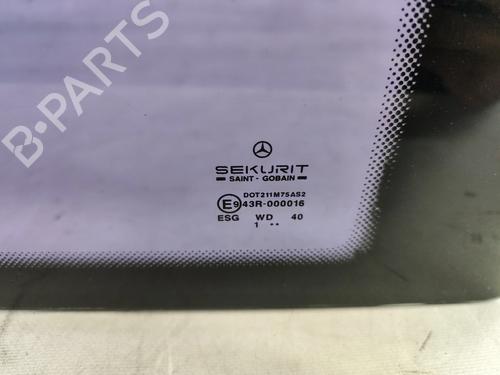 B-PARTS
SEKURIT
SAINT-GOBAIN
DOT211M75AS2
E9 43R-000016
ESG WD 40
1 ••